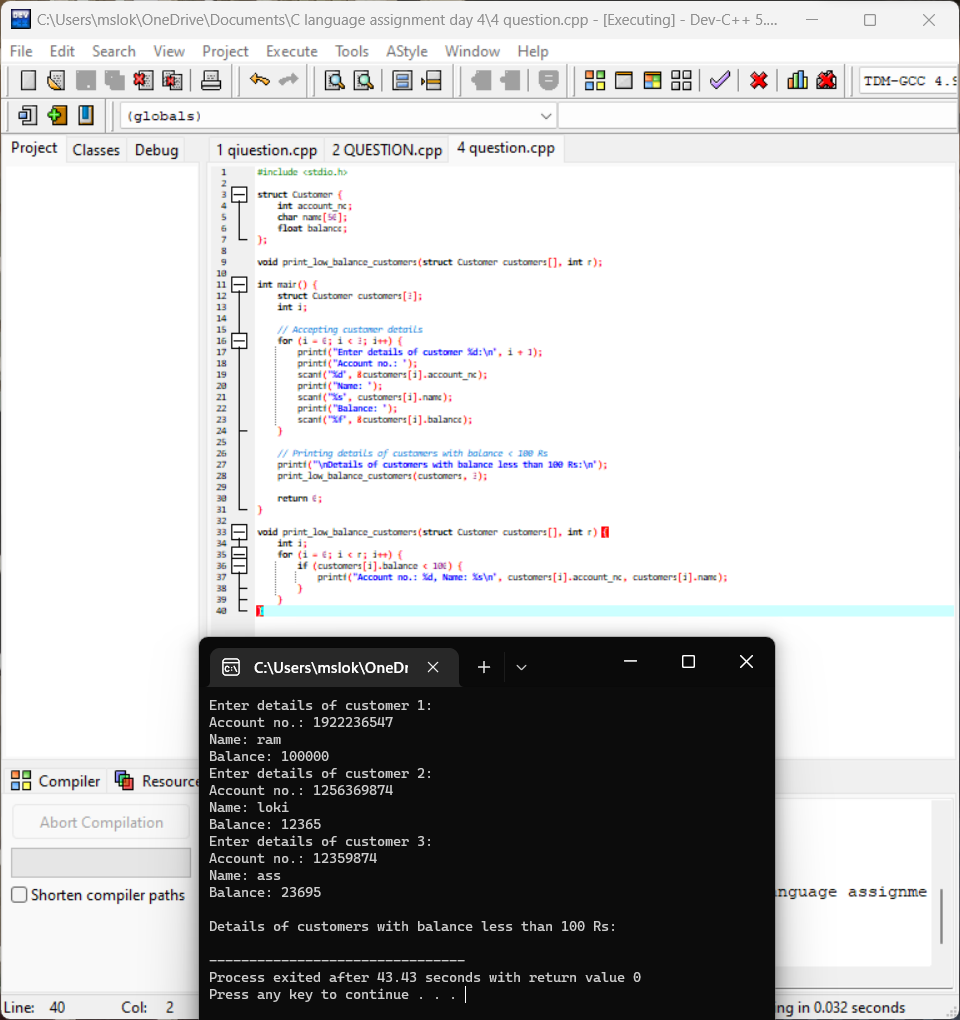 C:\Users\mslok\OneDrive\Documents\C language assignment day 4\4 question.cpp - [Executing] - Dev-C++ 5....
File Edit Search View Project Execute Tools AStyle Window Help
TDM-GCC 4.9
(globals)
Project Classes Debug 1 qiuestion.cpp 2 QUESTION.cpp 4 question.cpp
1 #include <stdio.h>
2
3 struct Customer {
4 int account_no;
5 char name[50];
6 float balance;
7 };
8
9 void print_low_balance_customers(struct Customer customers[], int n);
10
11 int main() {
12 struct Customer customers[3];
13 int i;
14
15 // Accepting customer details
16 for (i = 0; i < 3; i++) {
17 printf("Enter details of customer %d:\n", i + 1);
18 printf("Account no.: ");
19 scanf("%d", &customers[i].account_no);
20 printf("Name: ");
21 scanf("%s", customers[i].name);
22 printf("Balance: ");
23 scanf("%f", &customers[i].balance);
24 }
25
26 // Printing details of customers with balance < 100 Rs
27 printf("\nDetails of customers with balance less than 100 Rs:\n");
28 print_low_balance_customers(customers, 3);
29
30 return 0;
31 }
32
33 void print_low_balance_customers(struct Customer customers[], int n) {
34 int i;
35 for (i = 0; i < n; i++) {
36 if (customers[i].balance < 100) {
37 printf("Account no.: %d, Name: %s\n", customers[i].account_no, customers[i].name);
38 }
39 }
40 }
C:\Users\mslok\OneDr
Enter details of customer 1:
Account no.: 1922236547
Name: ram
Balance: 100000
Enter details of customer 2:
Account no.: 1256369874
Name: loki
Balance: 12365
Enter details of customer 3:
Account no.: 12359874
Name: ass
Balance: 23695
Details of customers with balance less than 100 Rs:
--------------------------------
Process exited after 43.43 seconds with return value 0
Press any key to continue . . .
Compiler Resource
Abort Compilation
Shorten compiler paths
nguage assignme
Line: 40 Col: 2
ng in 0.032 seconds